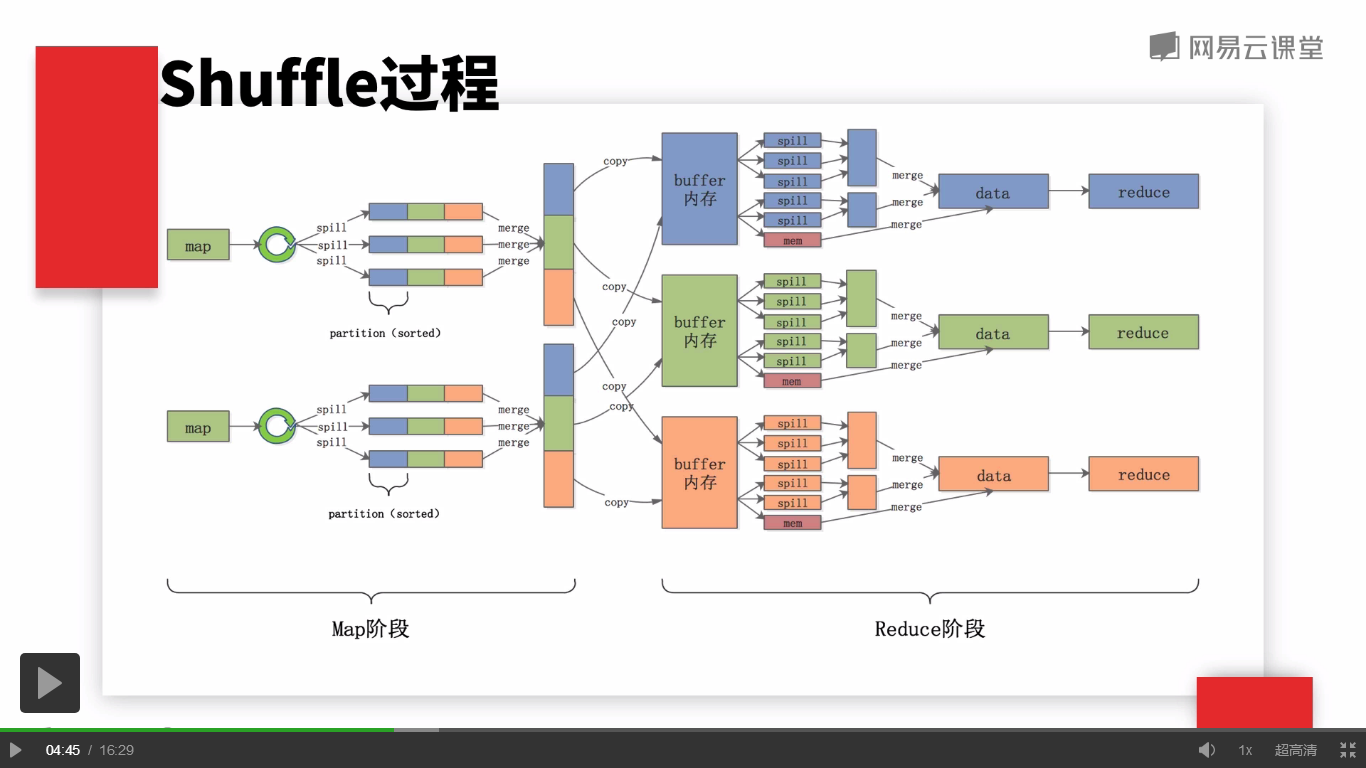 网易云课堂
Shuffle过程
map
spill
spill
spill
merge
merge
merge
partition (sorted)
map
spill
spill
spill
merge
merge
merge
partition (sorted)
copy
copy
copy
copy
copy
copy
buffer
内存
spill
spill
spill
spill
spill
mem
merge
merge
merge
data
reduce
buffer
内存
spill
spill
spill
spill
spill
mem
merge
merge
merge
data
reduce
buffer
内存
spill
spill
spill
spill
spill
mem
merge
merge
merge
data
reduce
Map阶段
Reduce阶段
04:45 / 16:29
1x
超高清